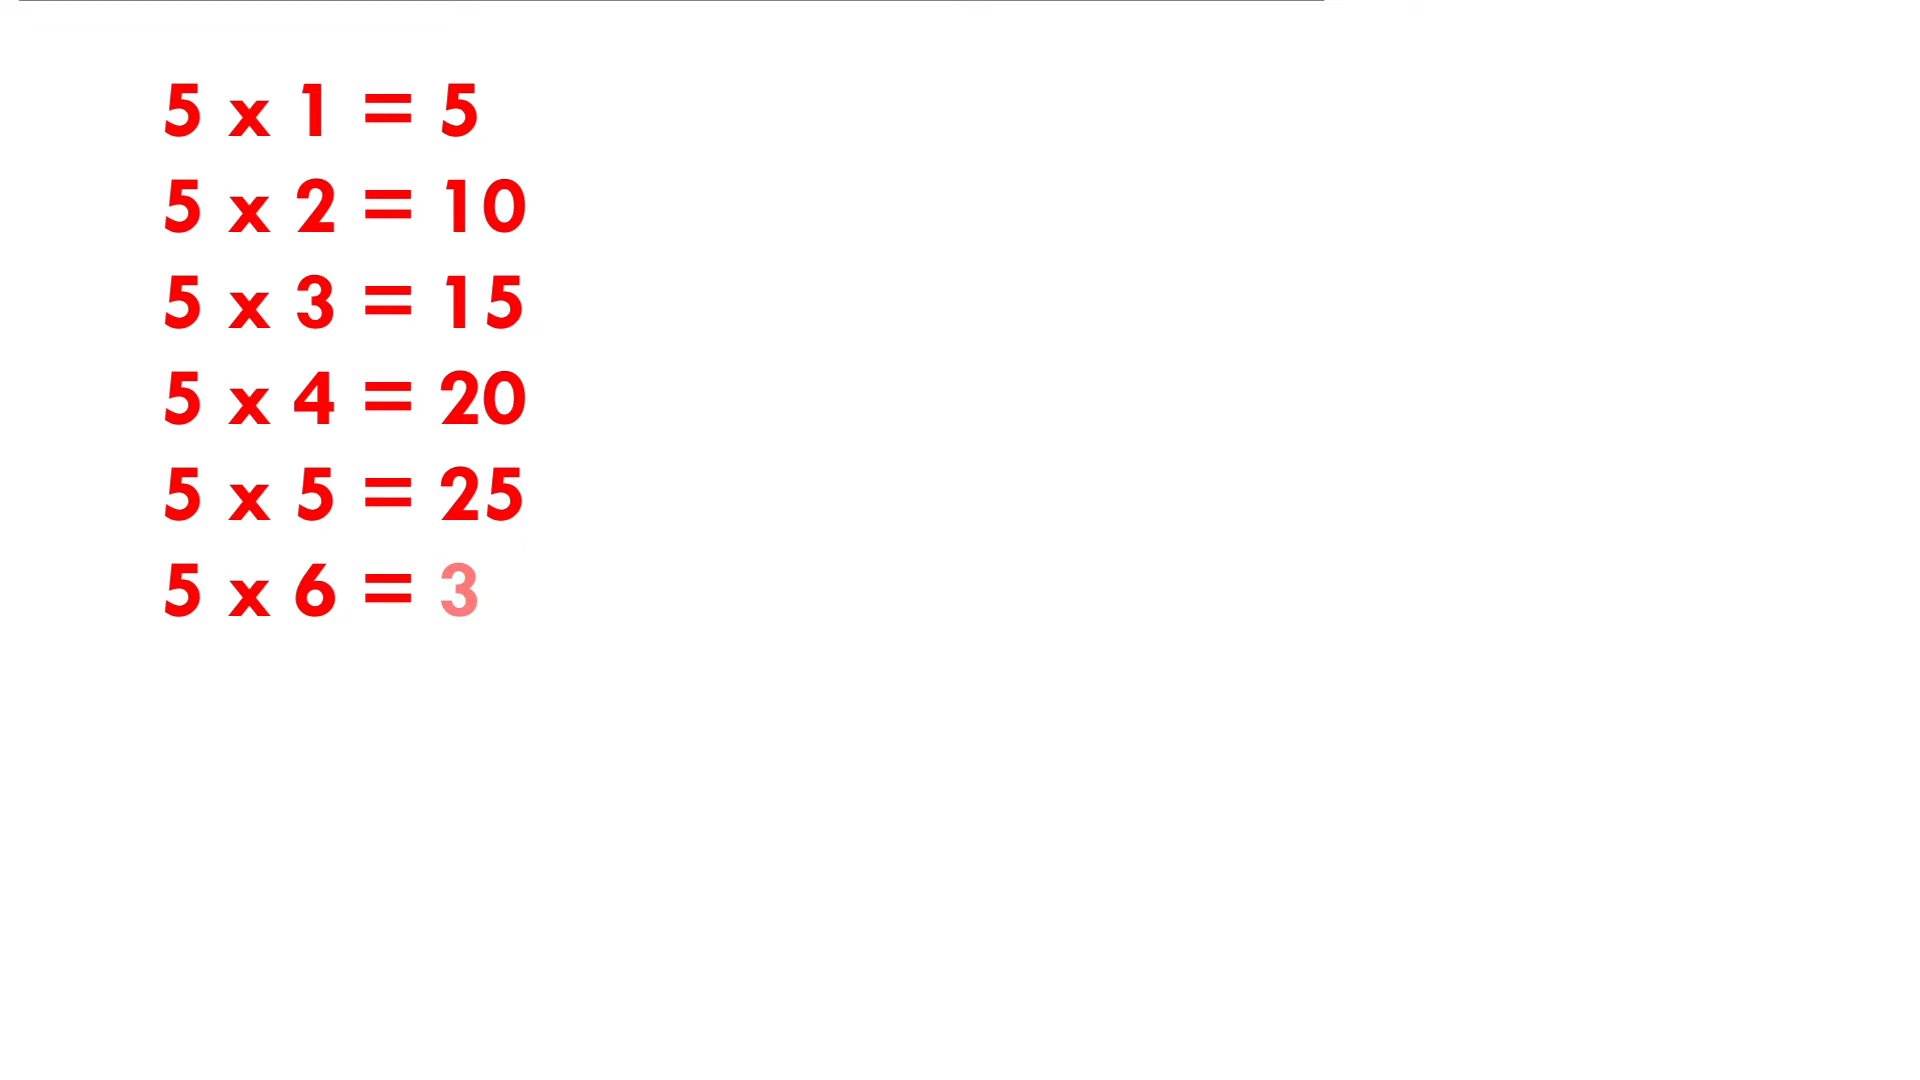 5 x 1 = 5
5 x 2 = 10
5 x 3 = 15
5 x 4 = 20
5 x 5 = 25
5 x 6 = 3